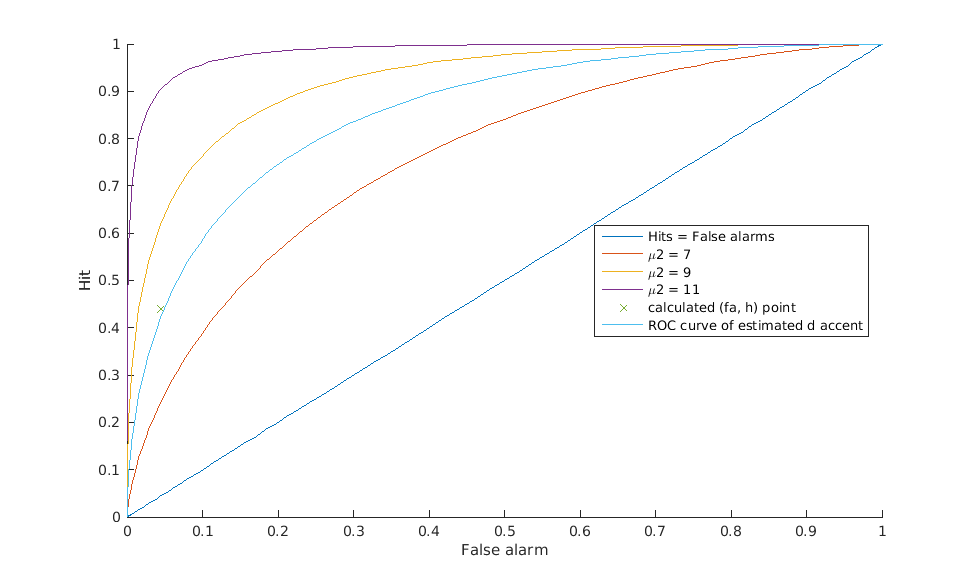 1
0.9
0.8
0.7
0.6
0.5
0.4
0.3
0.2
0.1
0
Hit
Hits = False alarms
μ2 = 7
μ2 = 9
μ2 = 11
calculated (fa, h) point
ROC curve of estimated d accent
0 0.1 0.2 0.3 0.4 0.5 0.6 0.7 0.8 0.9 1
False alarm